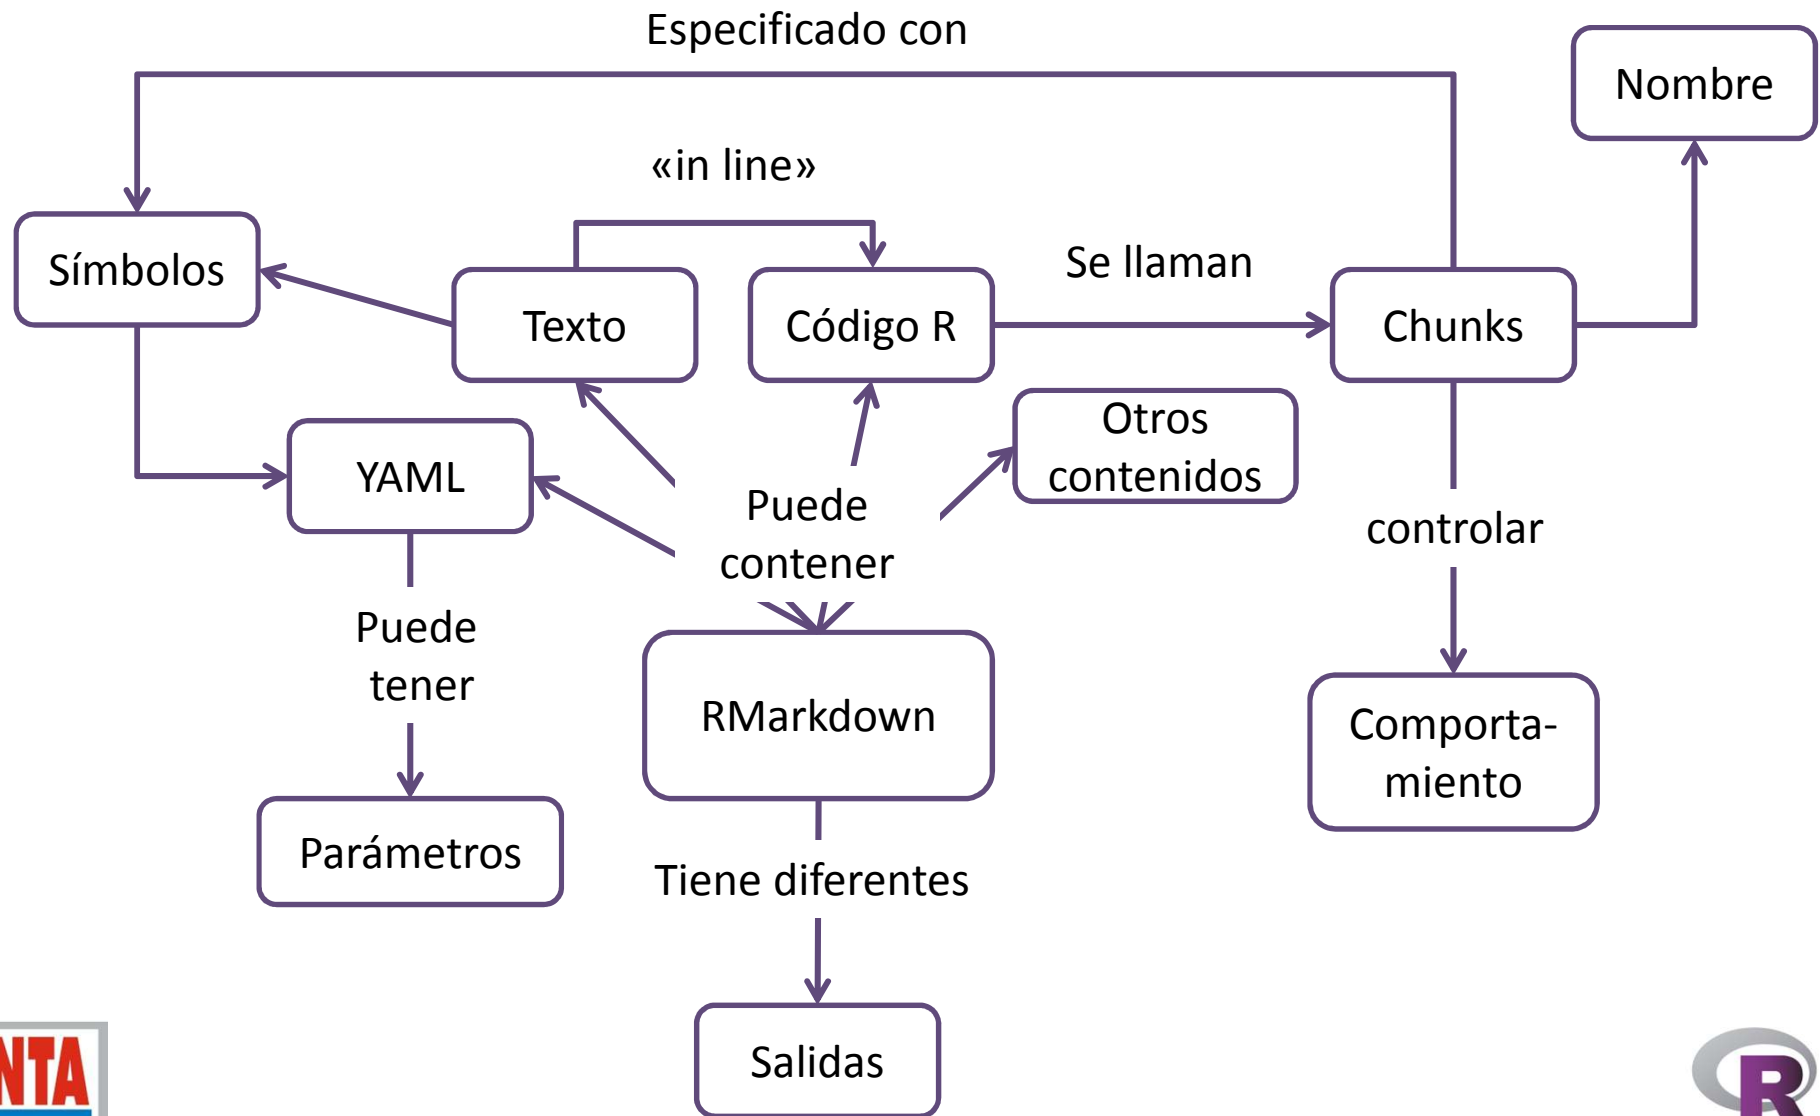 Especificado con
Nombre
«in line»
Símbolos
Se llaman
Texto
Código R
Chunks
Otros
contenidos
YAML
Puede
contener
controlar
Puede
tener
RMarkdown
Comporta-
miento
Parámetros
Tiene diferentes
Salidas
NTA
R